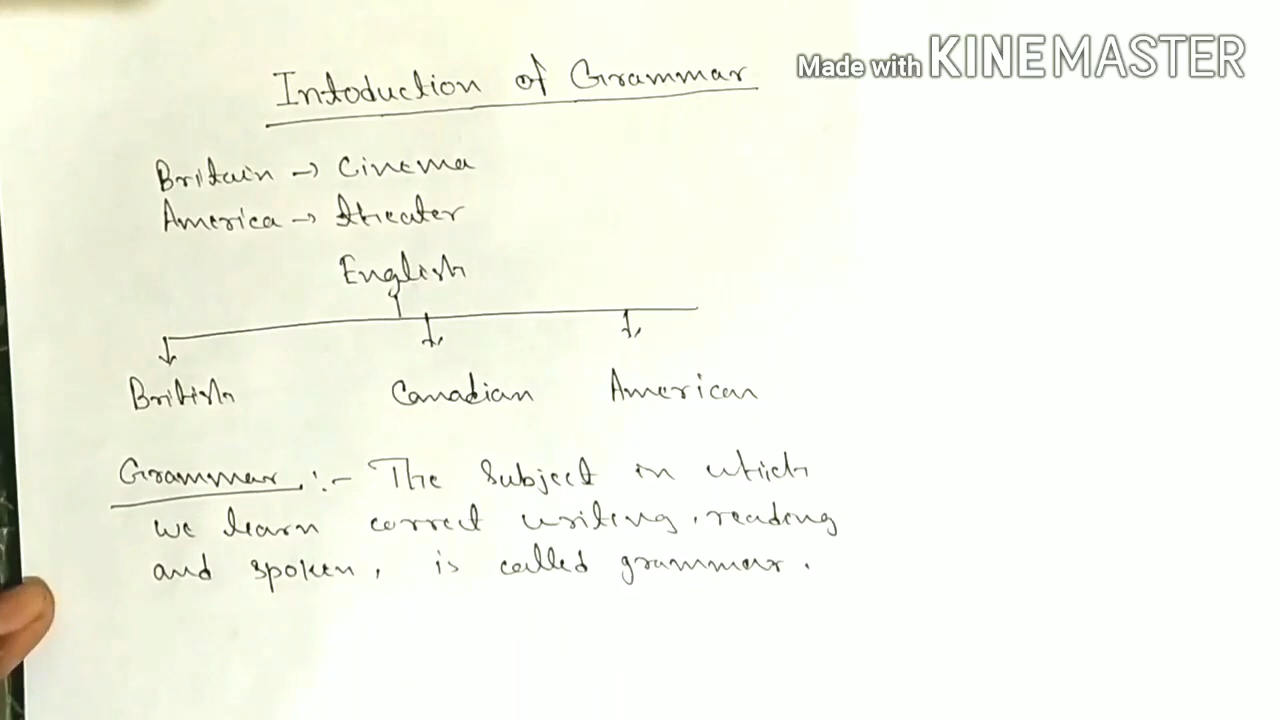 Intoduction of Grammar
Made with KINEMASTER
Britain → Cinema
America → theater
English
British Canadian American
Grammar :- The subject in which
we learn correct writing, reading
and spoken, is called grammar.